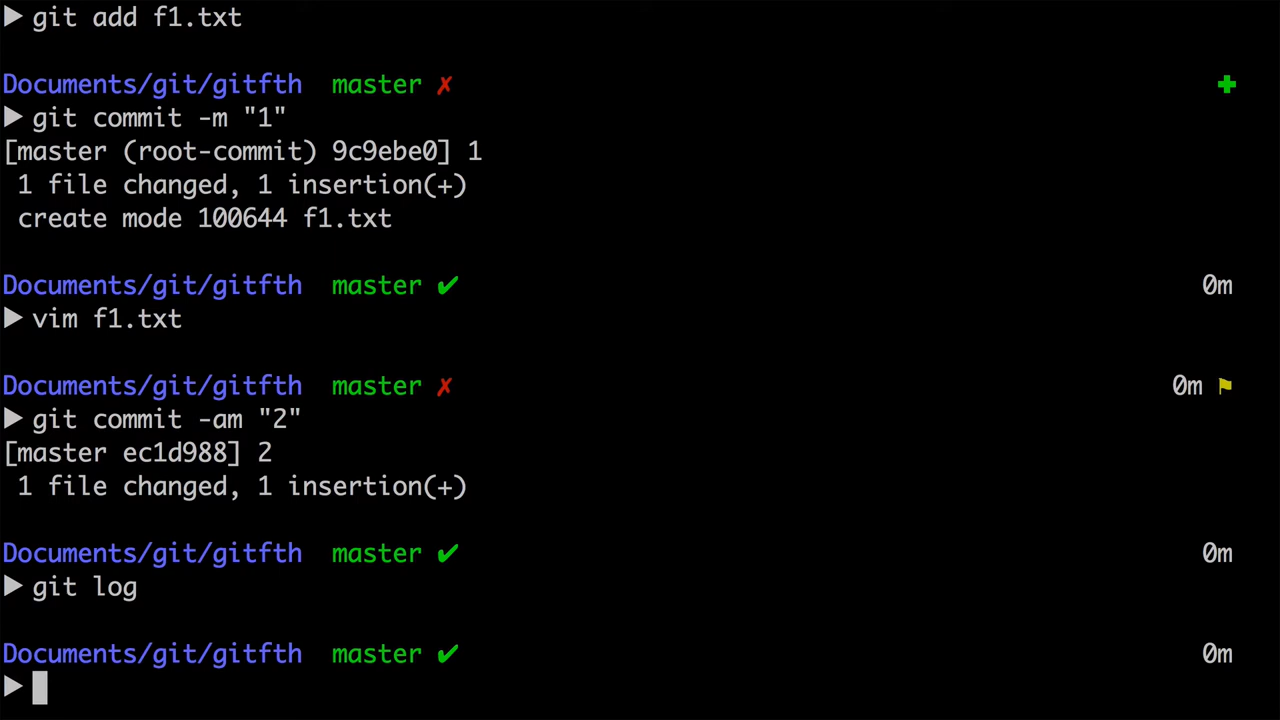 ▶ git add f1.txt
Documents/git/gitfth master ✗ ✚
▶ git commit -m "1"
[master (root-commit) 9c9ebe0] 1
1 file changed, 1 insertion(+)
create mode 100644 f1.txt
Documents/git/gitfth master ✔ 0m
▶ vim f1.txt
Documents/git/gitfth master ✗ 0m ⚑
▶ git commit -am "2"
[master ec1d988] 2
1 file changed, 1 insertion(+)
Documents/git/gitfth master ✔ 0m
▶ git log
Documents/git/gitfth master ✔ 0m
▶